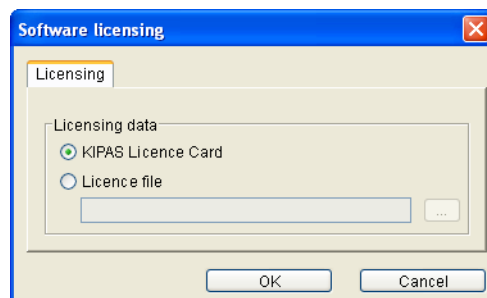 Software licensing
Licensing
Licensing data
KIPAS Licence Card
Licence file
...
OK
Cancel